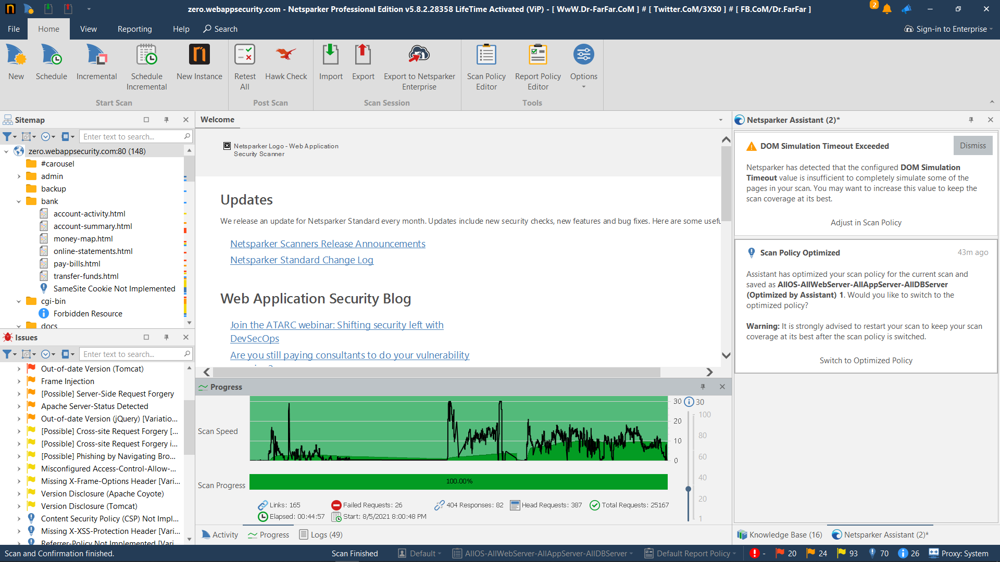 zero.webappsecurity.com - Netsparker Professional Edition v5.8.2.28358 LifeTime Activated (ViP) - [ WwW.Dr-FarFar.CoM ] # [ Twitter.CoM/3XS0 ] # [ FB.CoM/Dr.FarFar ]
2
File
Home
View
Reporting
Help
Search
Sign-in to Enterprise
New
Schedule
Incremental
Schedule
Incremental
New Instance
Retest
All
Hawk Check
Import
Export
Export to Netsparker
Enterprise
Scan Policy
Editor
Report Policy
Editor
Options
Start Scan
Post Scan
Scan Session
Tools
Sitemap
Enter text to search...
zero.webappsecurity.com:80 (148)
#carousel
admin
backup
bank
account-activity.html
account-summary.html
money-map.html
online-statements.html
pay-bills.html
transfer-funds.html
SameSite Cookie Not Implemented
cgi-bin
Forbidden Resource
docs
Issues
Enter text to search...
Out-of-date Version (Tomcat)
Frame Injection
[Possible] Server-Side Request Forgery
Apache Server-Status Detected
Out-of-date Version (jQuery) [Variatio...
[Possible] Cross-site Request Forgery [...
[Possible] Cross-site Request Forgery i...
[Possible] Phishing by Navigating Bro...
Misconfigured Access-Control-Allow-...
Missing X-Frame-Options Header [Vari...
Version Disclosure (Apache Coyote)
Version Disclosure (Tomcat)
Content Security Policy (CSP) Not Impl...
Missing X-XSS-Protection Header [Vari...
Referrer-Policy Not Implemented [Vari
Welcome
Netsparker Logo - Web Application
Security Scanner
Updates
We release an update for Netsparker Standard every month. Updates include new security checks, new features and bug fixes. Here are some usefu
Netsparker Scanners Release Announcements
Netsparker Standard Change Log
Web Application Security Blog
Join the ATARC webinar: Shifting security left with
DevSecOps
Are you still paying consultants to do your vulnerability
Progress
Scan Speed
30
20
10
0
30
100
80
60
40
20
1
Scan Progress
100.00%
Links: 165
Failed Requests: 26
404 Responses: 82
Head Requests: 387
Total Requests: 25167
Elapsed: 00:44:57
Start: 8/5/2021 8:00:48 PM
Activity
Progress
Logs (49)
Netsparker Assistant (2)*
DOM Simulation Timeout Exceeded
Dismiss
Netsparker has detected that the configured DOM Simulation
Timeout value is insufficient to completely simulate some of the
pages in your scan. You may want to increase this value to keep the
scan coverage at its best.
Adjust in Scan Policy
Scan Policy Optimized
43m ago
Assistant has optimized your scan policy for the current scan and
saved as AllOS-AllWebServer-AllAppServer-AllDBServer
(Optimized by Assistant) 1. Would you like to switch to the
optimized policy?
Warning: It is strongly advised to restart your scan to keep your scan
coverage at its best after the scan policy is switched.
Switch to Optimized Policy
Knowledge Base (16)
Netsparker Assistant (2)*
Scan and Confirmation finished.
Scan Finished
Default
AllOS-AllWebServer-AllAppServer-AllDBServer
Default Report Policy
-
20
24
93
70
26
Proxy: System